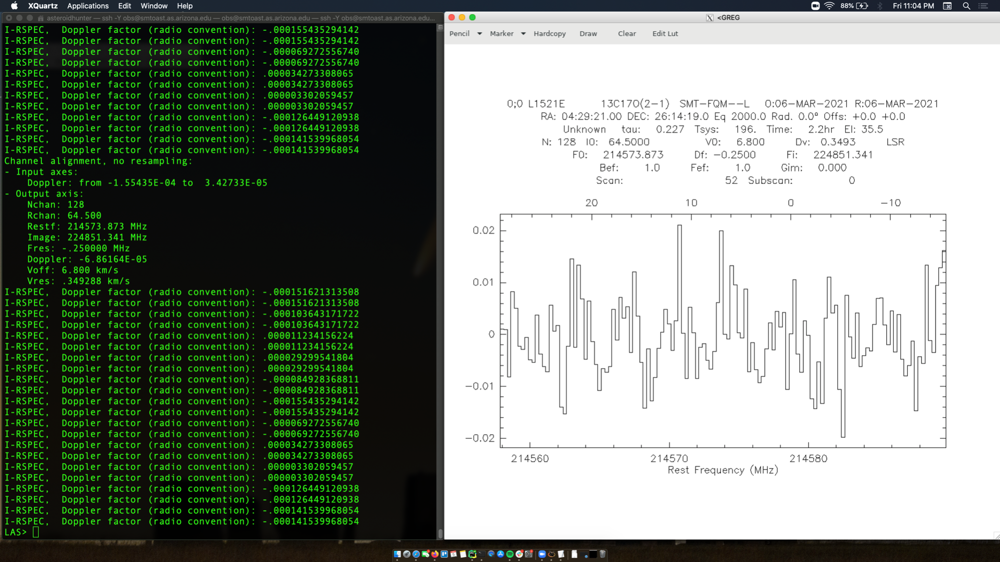 XQuartz Applications Edit Window Help
88% Fri 11:04 PM
asteroidhunter — ssh -Y obs@smtoast.as.arizona.edu — obs@smtoast.as.arizona.edu — ssh -Y obs@smtoast.as.arizona.edu...
I-RSPEC, Doppler factor (radio convention): -.000155435294142
I-RSPEC, Doppler factor (radio convention): -.000155435294142
I-RSPEC, Doppler factor (radio convention): -.000069272556740
I-RSPEC, Doppler factor (radio convention): -.000069272556740
I-RSPEC, Doppler factor (radio convention): .000034273308065
I-RSPEC, Doppler factor (radio convention): .000034273308065
I-RSPEC, Doppler factor (radio convention): .000003302059457
I-RSPEC, Doppler factor (radio convention): .000003302059457
I-RSPEC, Doppler factor (radio convention): -.000126449120938
I-RSPEC, Doppler factor (radio convention): -.000126449120938
I-RSPEC, Doppler factor (radio convention): -.000141539968054
I-RSPEC, Doppler factor (radio convention): -.000141539968054
Channel alignment, no resampling:
- Input axes:
Doppler: from -1.55435E-04 to 3.42733E-05
- Output axis:
Nchan: 128
Rchan: 64.500
Restf: 214573.873 MHz
Image: 224851.341 MHz
Fres: -.250000 MHz
Doppler: -6.86164E-05
Voff: 6.800 km/s
Vres: .349288 km/s
I-RSPEC, Doppler factor (radio convention): -.000151621313508
I-RSPEC, Doppler factor (radio convention): -.000151621313508
I-RSPEC, Doppler factor (radio convention): -.000103643171722
I-RSPEC, Doppler factor (radio convention): -.000103643171722
I-RSPEC, Doppler factor (radio convention): .000011234156224
I-RSPEC, Doppler factor (radio convention): .000011234156224
I-RSPEC, Doppler factor (radio convention): .000029299541804
I-RSPEC, Doppler factor (radio convention): .000029299541804
I-RSPEC, Doppler factor (radio convention): -.000084928368811
I-RSPEC, Doppler factor (radio convention): -.000084928368811
I-RSPEC, Doppler factor (radio convention): -.000155435294142
I-RSPEC, Doppler factor (radio convention): -.000155435294142
I-RSPEC, Doppler factor (radio convention): -.000069272556740
I-RSPEC, Doppler factor (radio convention): -.000069272556740
I-RSPEC, Doppler factor (radio convention): .000034273308065
I-RSPEC, Doppler factor (radio convention): .000034273308065
I-RSPEC, Doppler factor (radio convention): .000003302059457
I-RSPEC, Doppler factor (radio convention): .000003302059457
I-RSPEC, Doppler factor (radio convention): -.000126449120938
I-RSPEC, Doppler factor (radio convention): -.000126449120938
I-RSPEC, Doppler factor (radio convention): -.000141539968054
I-RSPEC, Doppler factor (radio convention): -.000141539968054
LAS>
<GREG
Pencil Marker Hardcopy Draw Clear Edit Lut
0;0 L1521E 13C17O(2-1) SMT-FQM--L O:06-MAR-2021 R:06-MAR-2021
RA: 04:29:21.00 DEC: 26:14:19.0 Eq 2000.0 Rad. 0.0° Offs: +0.0 +0.0
Unknown tau: 0.227 Tsys: 196. Time: 2.2hr El: 35.5
N: 128 I0: 64.5000 V0: 6.800 Dv: 0.3493 LSR
F0: 214573.873 Df: -0.2500 Fi: 224851.341
Bef: 1.0 Fef: 1.0 Gim: 0.000
Scan: 52 Subscan: 0
20 10 0 -10
0.02
0.01
0
-0.01
-0.02
214560 214570 214580
Rest Frequency (MHz)